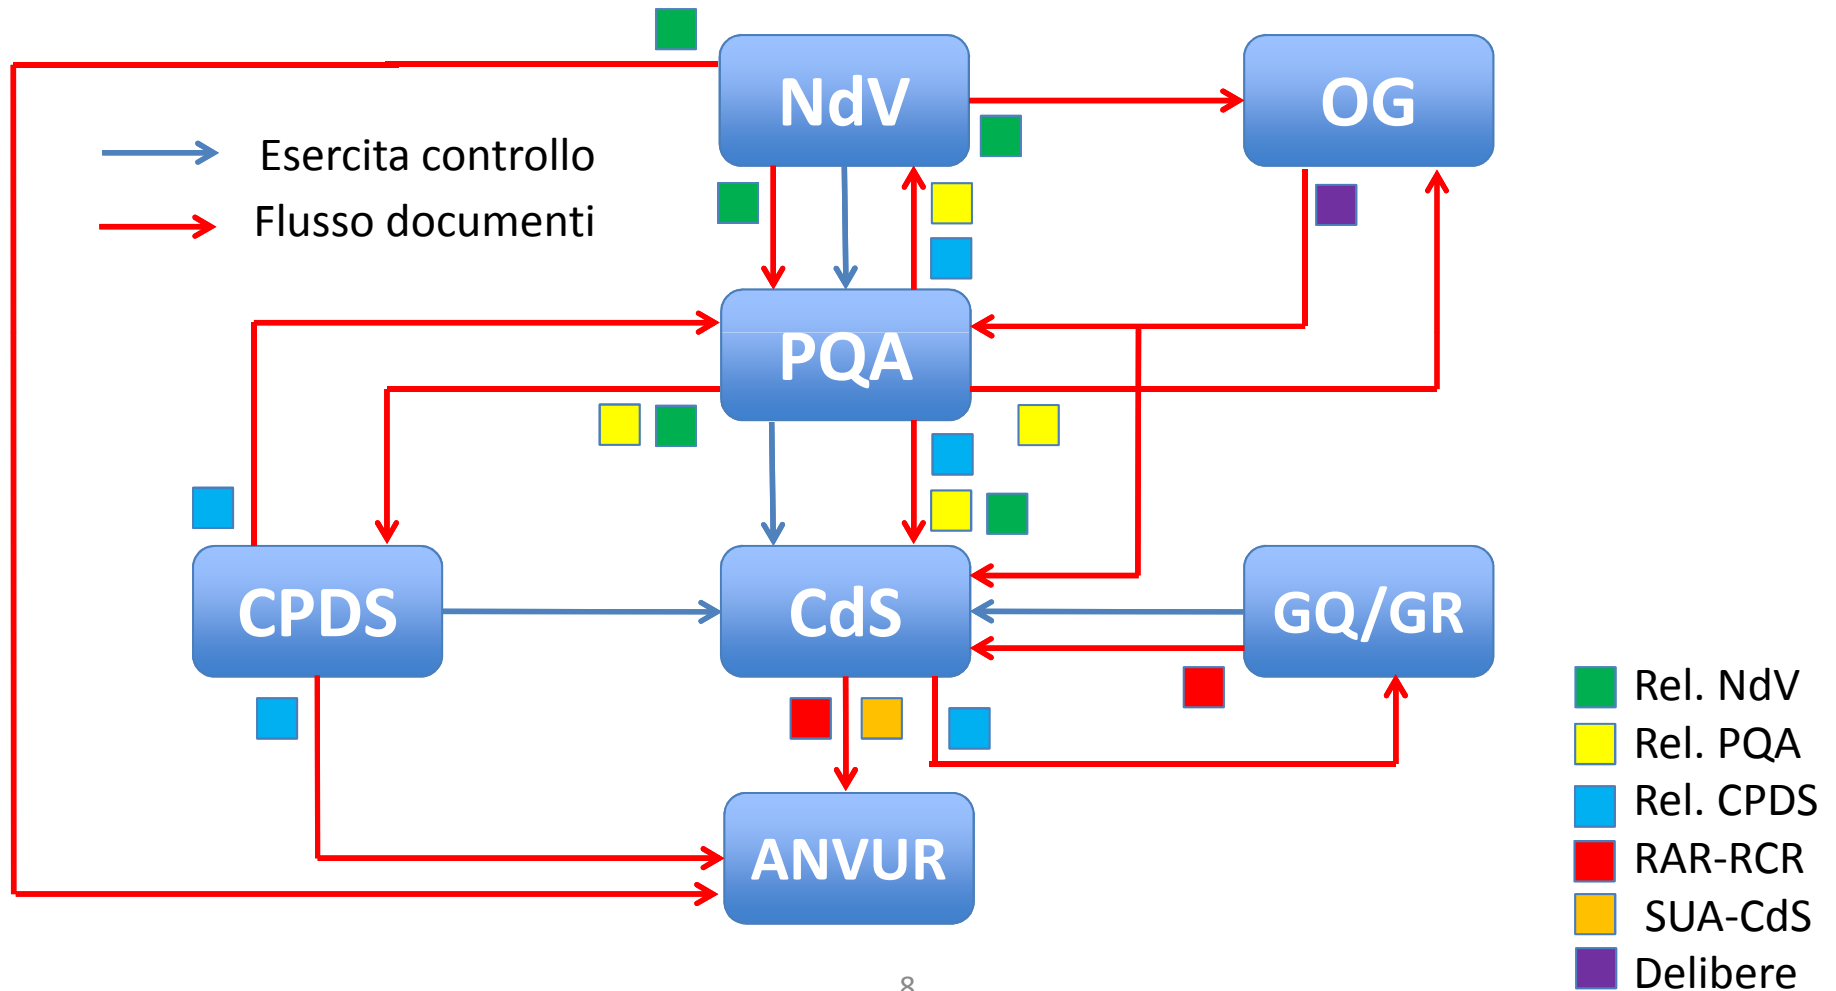 NdV
OG
Esercita controllo
Flusso documenti
PQA
CPDS
CdS
GQ/GR
ANVUR
Rel. NdV
Rel. PQA
Rel. CPDS
RAR-RCR
SUA-CdS
Delibere
8